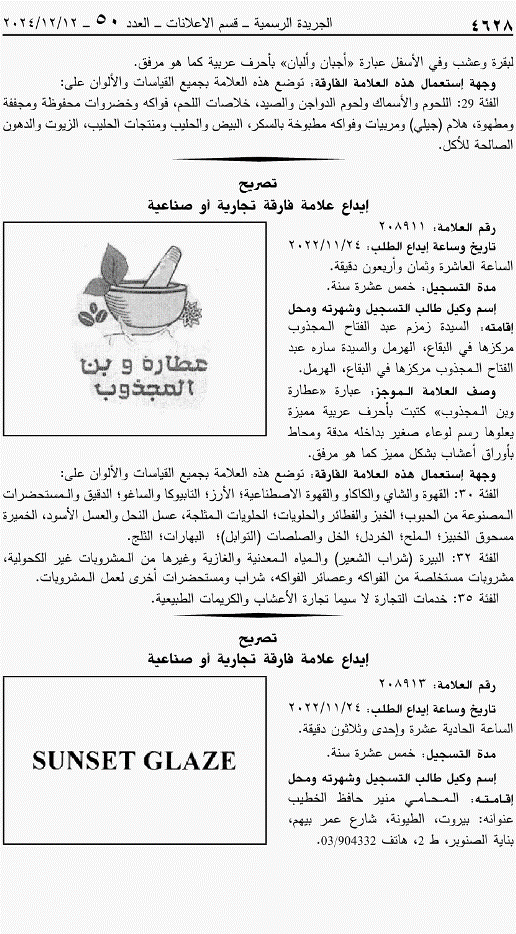 ٤٦٢٨ الجريدة الرسمية ــ قسم الاعلانات ــ العدد ٥٠ ــ ٢٠٢٤/١٢/١٢
لبقرة وعشب وفي الأسفل عبارة «أجبان وألبان» بأحرف عربية كما هو مرفق.
وجهة إستعمال هذه العلامة الفارقة: توضع هذه العلامة بجميع القياسات والألوان على:
الفئة 29: اللحوم والأسماك ولحوم الدواجن والصيد، خلاصات اللحم، فواكه وخضروات محفوظة ومجففة
ومطهوة، هلام (جيلي) ومربيات وفواكه مطبوخة بالسكر، البيض والحليب ومنتجات الحليب، الزيوت والدهون
الصالحة للأكل.
تصريح
إيداع علامة فارقة تجارية أو صناعية
رقم العلامة: ٢٠٨٩١١
تاريخ وساعة إيداع الطلب: ٢٠٢٢/١١/٢٤
الساعة العاشرة وثمان وأربعون دقيقة.
مدة التسجيل: خمس عشرة سنة.
إسم وكيل طالب التسجيل وشهرته ومحل
إقامته: السيدة زمزم عبد الفتاح المجذوب
مركزها في البقاع، الهرمل والسيدة ساره عبد
الفتاح المجذوب مركزها في البقاع، الهرمل.
وصف العلامة الموجز: عبارة «عطارة
وبن المجذوب» كتبت بأحرف عربية مميزة
يعلوها رسم لوعاء صغير بداخله مدقة ومحاط
بأوراق أعشاب بشكل مميز كما هو مرفق.
عطارة و بن
المجذوب
وجهة إستعمال هذه العلامة الفارقة: توضع هذه العلامة بجميع القياسات والألوان على:
الفئة ٣٠: القهوة والشاي والكاكاو والقهوة الاصطناعية؛ الأرز؛ التابيوكا والساغو؛ الدقيق والمستحضرات
المصنوعة من الحبوب؛ الخبز والفطائر والحلويات؛ الحلويات المثلجة، عسل النحل والعسل الأسود، الخميرة
مسحوق الخبيز؛ الملح؛ الخردل؛ الخل والصلصات (التوابل)؛ البهارات؛ الثلج.
الفئة ٣٢: البيرة (شراب الشعير) والمياه المعدنية والغازية وغيرها من المشروبات غير الكحولية،
مشروبات مستخلصة من الفواكه وعصائر الفواكه، شراب ومستحضرات أخرى لعمل المشروبات.
الفئة ٣٥: خدمات التجارة لا سيما تجارة الأعشاب والكريمات الطبيعية.
تصريح
إيداع علامة فارقة تجارية أو صناعية
رقم العلامة: ٢٠٨٩١٣
تاريخ وساعة إيداع الطلب: ٢٠٢٢/١١/٢٤
الساعة الحادية عشرة وإحدى وثلاثون دقيقة.
مدة التسجيل: خمس عشرة سنة.
إسم وكيل طالب التسجيل وشهرته ومحل
إقامته: المحامي منير حافظ الخطيب
عنوانه: بيروت، الطيونة، شارع عمر بيهم،
بناية الصنوبر، ط 2، هاتف 03/904332.
SUNSET GLAZE